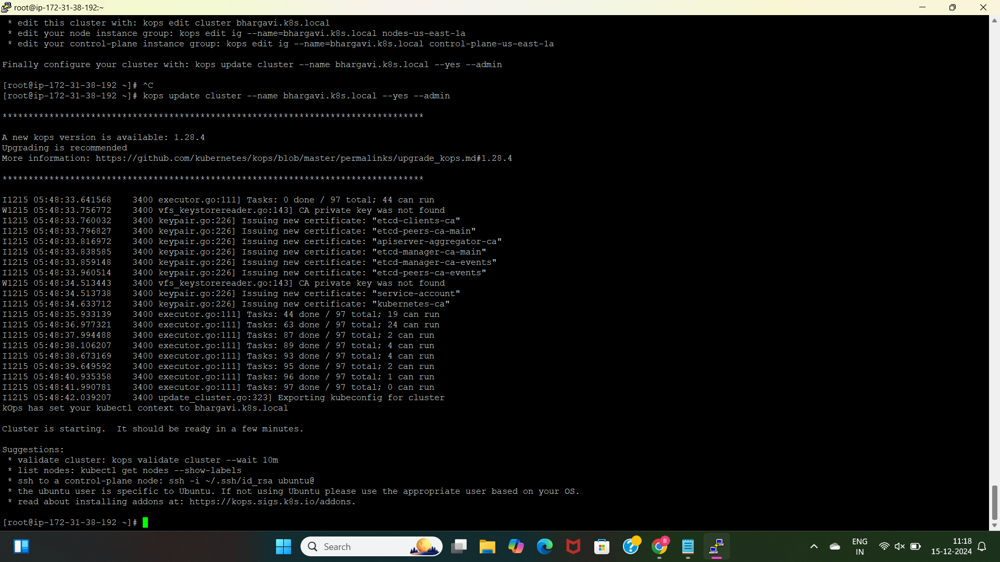 root@ip-172-31-38-192:~
* edit this cluster with: kops edit cluster bhargavi.k8s.local
* edit your node instance group: kops edit ig --name=bhargavi.k8s.local nodes-us-east-1a
* edit your control-plane instance group: kops edit ig --name=bhargavi.k8s.local control-plane-us-east-1a
Finally configure your cluster with: kops update cluster --name bhargavi.k8s.local --yes --admin
[root@ip-172-31-38-192 ~]# ^C
[root@ip-172-31-38-192 ~]# kops update cluster --name bhargavi.k8s.local --yes --admin
*********************************************************************************
A new kops version is available: 1.28.4
Upgrading is recommended
More information: https://github.com/kubernetes/kops/blob/master/permalinks/upgrade_kops.md#1.28.4
*********************************************************************************
I1215 05:48:33.641568    3400 executor.go:111] Tasks: 0 done / 97 total; 44 can run
W1215 05:48:33.756772    3400 vfs_keystorereader.go:143] CA private key was not found
I1215 05:48:33.760032    3400 keypair.go:226] Issuing new certificate: "etcd-clients-ca"
I1215 05:48:33.796827    3400 keypair.go:226] Issuing new certificate: "etcd-peers-ca-main"
I1215 05:48:33.816972    3400 keypair.go:226] Issuing new certificate: "apiserver-aggregator-ca"
I1215 05:48:33.838585    3400 keypair.go:226] Issuing new certificate: "etcd-manager-ca-main"
I1215 05:48:33.859148    3400 keypair.go:226] Issuing new certificate: "etcd-manager-ca-events"
I1215 05:48:33.960514    3400 keypair.go:226] Issuing new certificate: "etcd-peers-ca-events"
W1215 05:48:34.513443    3400 vfs_keystorereader.go:143] CA private key was not found
I1215 05:48:34.513738    3400 keypair.go:226] Issuing new certificate: "service-account"
I1215 05:48:34.633712    3400 keypair.go:226] Issuing new certificate: "kubernetes-ca"
I1215 05:48:35.933139    3400 executor.go:111] Tasks: 44 done / 97 total; 19 can run
I1215 05:48:36.977321    3400 executor.go:111] Tasks: 63 done / 97 total; 24 can run
I1215 05:48:37.994488    3400 executor.go:111] Tasks: 87 done / 97 total; 2 can run
I1215 05:48:38.106207    3400 executor.go:111] Tasks: 89 done / 97 total; 4 can run
I1215 05:48:38.673169    3400 executor.go:111] Tasks: 93 done / 97 total; 4 can run
I1215 05:48:39.649592    3400 executor.go:111] Tasks: 95 done / 97 total; 2 can run
I1215 05:48:40.935358    3400 executor.go:111] Tasks: 96 done / 97 total; 1 can run
I1215 05:48:41.990781    3400 executor.go:111] Tasks: 97 done / 97 total; 0 can run
I1215 05:48:42.039207    3400 update_cluster.go:323] Exporting kubeconfig for cluster
kOps has set your kubectl context to bhargavi.k8s.local
Cluster is starting.  It should be ready in a few minutes.
Suggestions:
* validate cluster: kops validate cluster --wait 10m
* list nodes: kubectl get nodes --show-labels
* ssh to a control-plane node: ssh -i ~/.ssh/id_rsa ubuntu@
* the ubuntu user is specific to Ubuntu. If not using Ubuntu please use the appropriate user based on your OS.
* read about installing addons at: https://kops.sigs.k8s.io/addons.
[root@ip-172-31-38-192 ~]#
Search
B
ENG
IN
11:18
15-12-2024